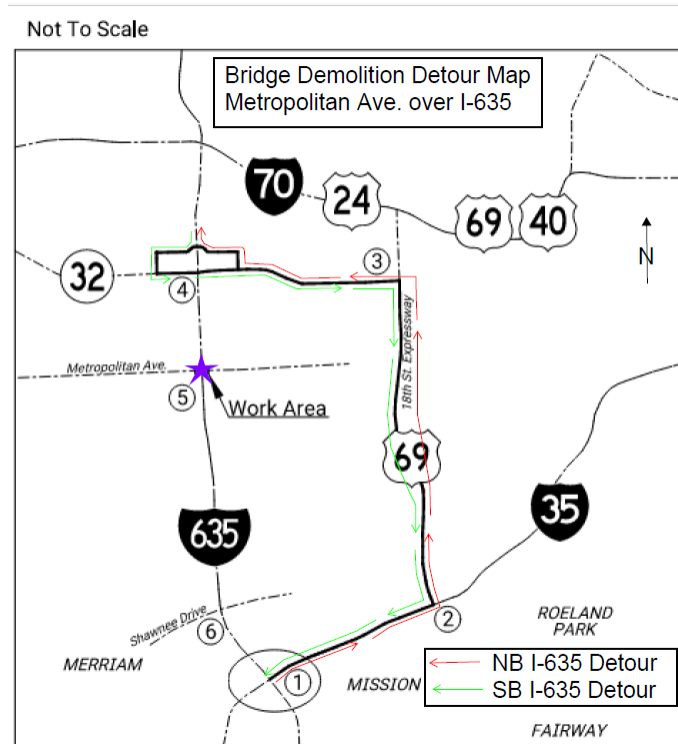 Not To Scale
Bridge Demolition Detour Map
Metropolitan Ave. over I-635
70
24
69
40
N
32
3
4
18th St. Expressway
Metropolitan Ave.
5
Work Area
69
35
635
Shawnee Drive
6
2
ROELAND
PARK
MERRIAM
1
MISSION
NB I-635 Detour
SB I-635 Detour
FAIRWAY